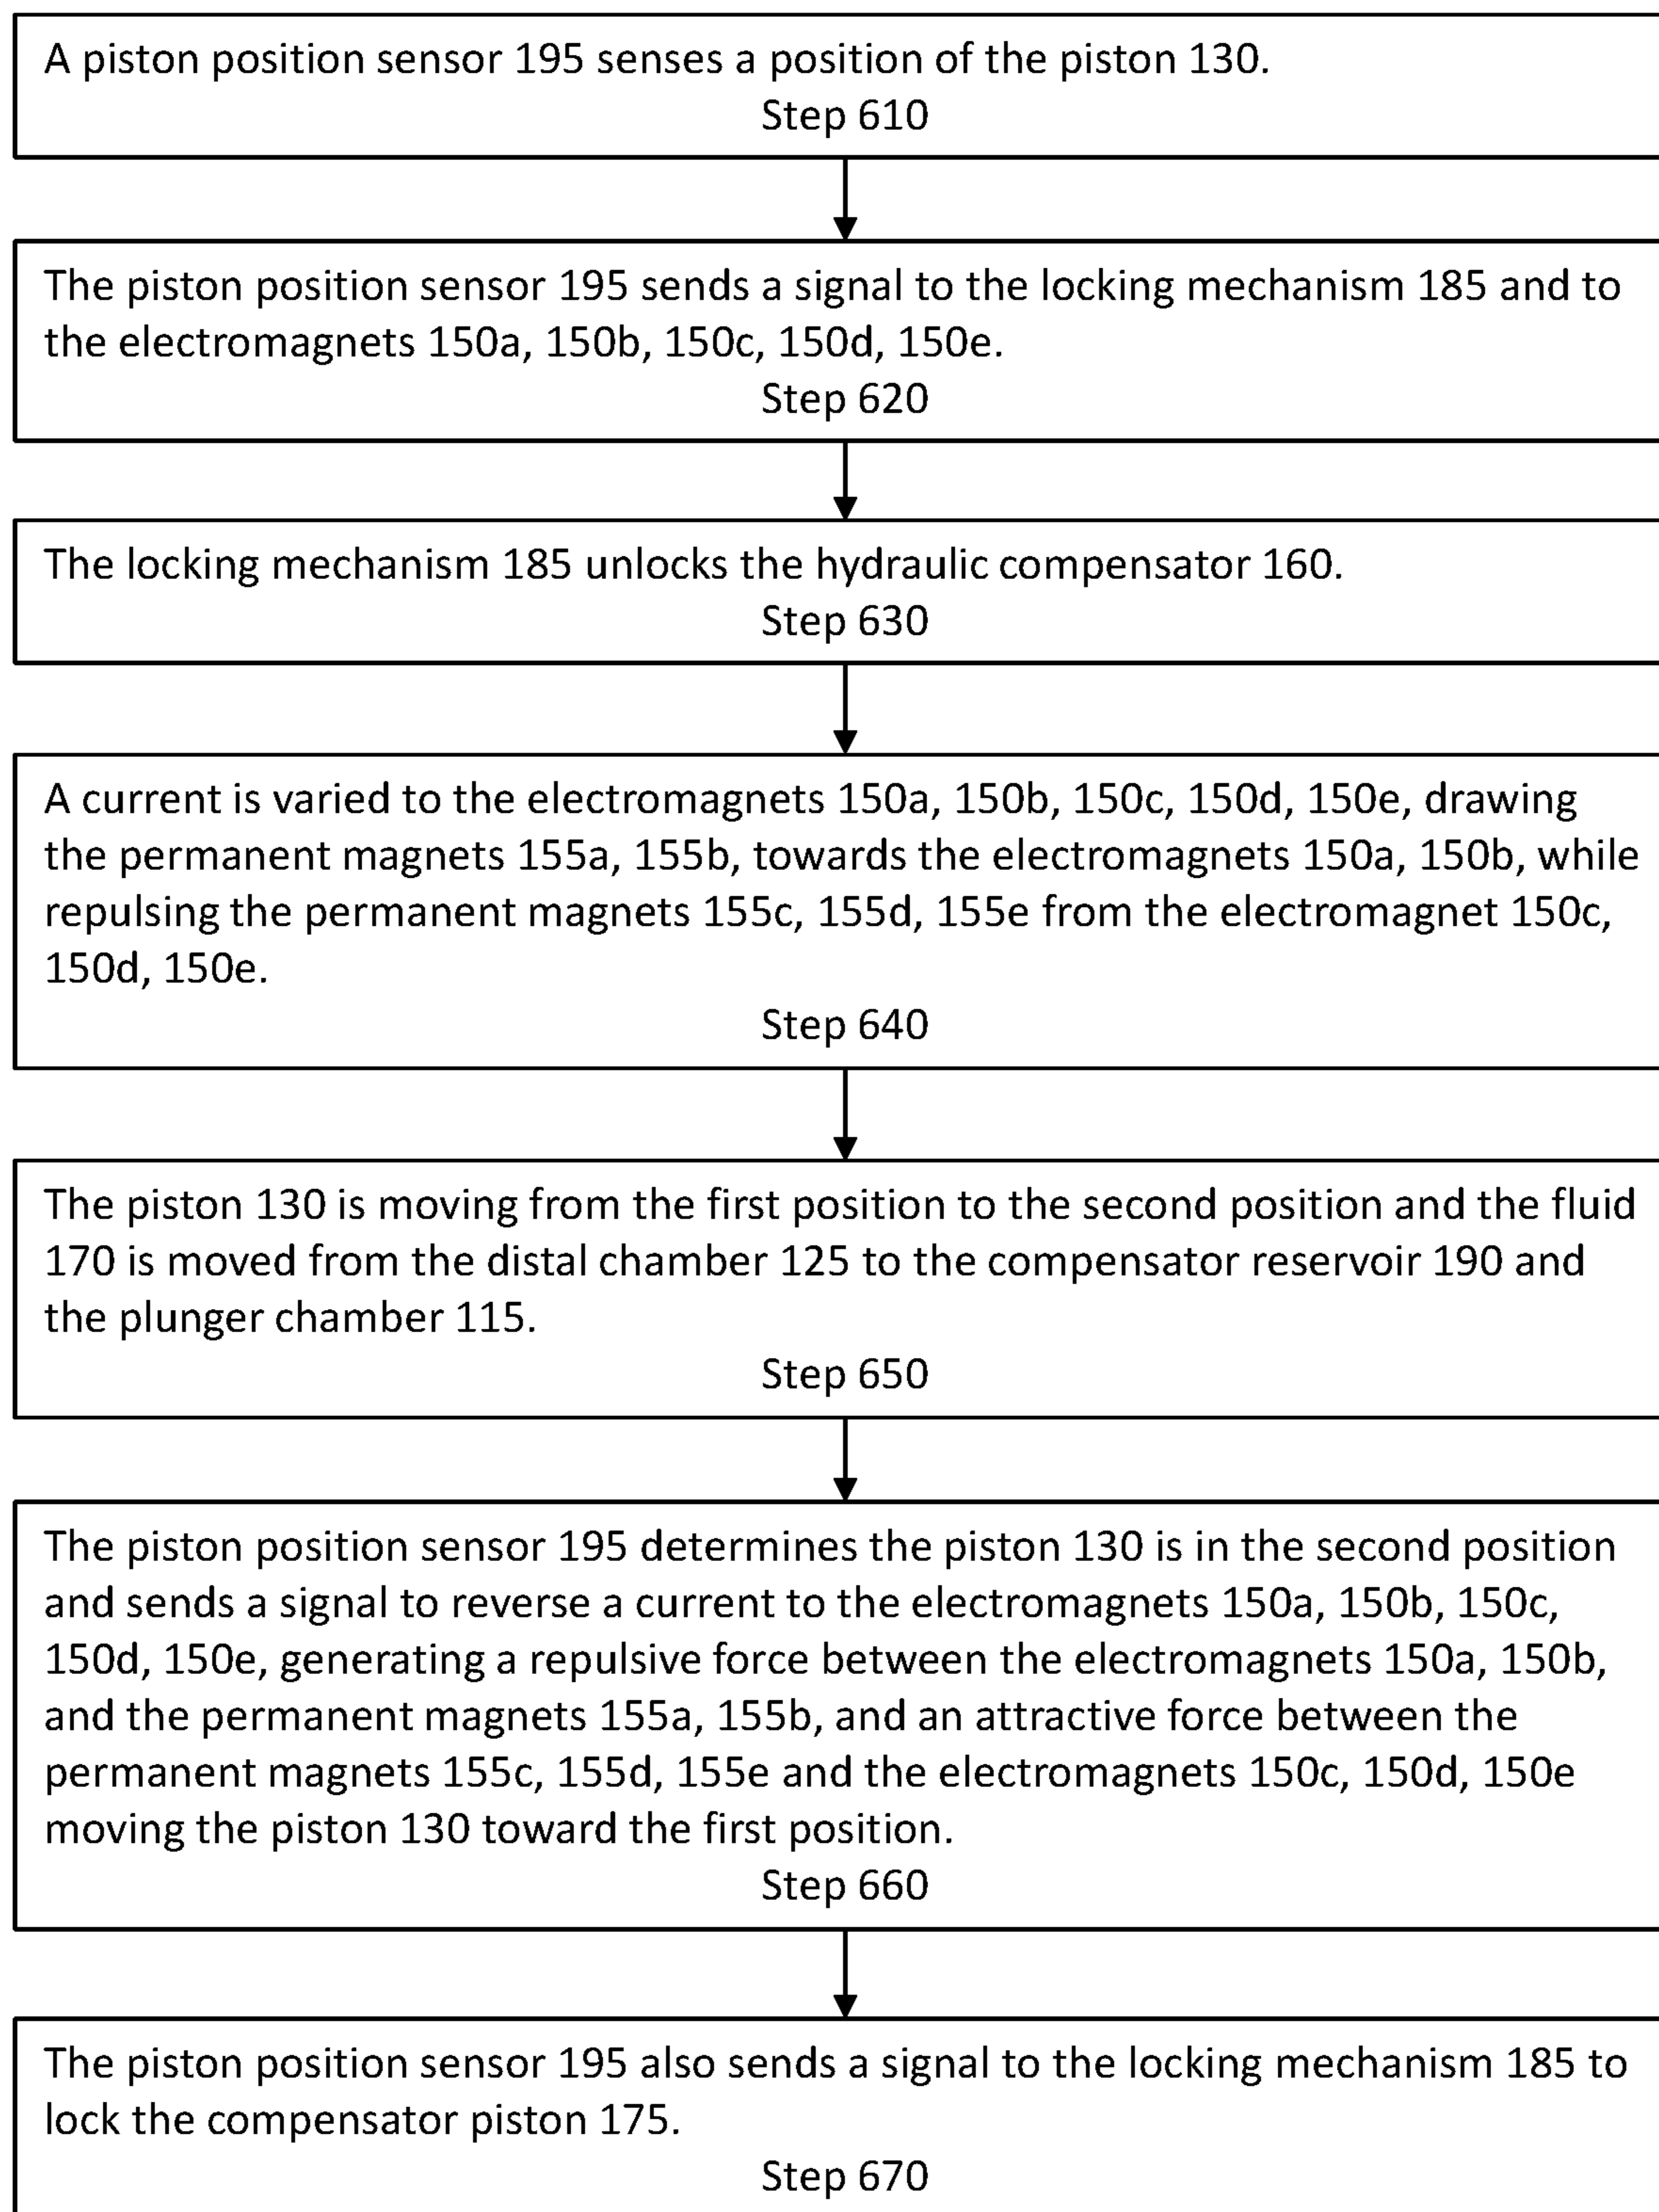 A piston position sensor 195 senses a position of the piston 130.
Step 610
The piston position sensor 195 sends a signal to the locking mechanism 185 and to
the electromagnets 150a, 150b, 150c, 150d, 150e.
Step 620
The locking mechanism 185 unlocks the hydraulic compensator 160.
Step 630
A current is varied to the electromagnets 150a, 150b, 150c, 150d, 150e, drawing
the permanent magnets 155a, 155b, towards the electromagnets 150a, 150b, while
repulsing the permanent magnets 155c, 155d, 155e from the electromagnet 150c,
150d, 150e.
Step 640
The piston 130 is moving from the first position to the second position and the fluid
170 is moved from the distal chamber 125 to the compensator reservoir 190 and
the plunger chamber 115.
Step 650
The piston position sensor 195 determines the piston 130 is in the second position
and sends a signal to reverse a current to the electromagnets 150a, 150b, 150c,
150d, 150e, generating a repulsive force between the electromagnets 150a, 150b,
and the permanent magnets 155a, 155b, and an attractive force between the
permanent magnets 155c, 155d, 155e and the electromagnets 150c, 150d, 150e
moving the piston 130 toward the first position.
Step 660
The piston position sensor 195 also sends a signal to the locking mechanism 185 to
lock the compensator piston 175.
Step 670